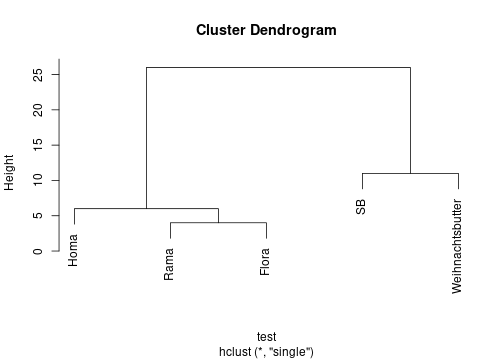 Cluster Dendrogram
Height
25
20
15
10
5
0
Homa
Rama
Flora
SB
Weihnachtsbutter
test
hclust (*, "single")